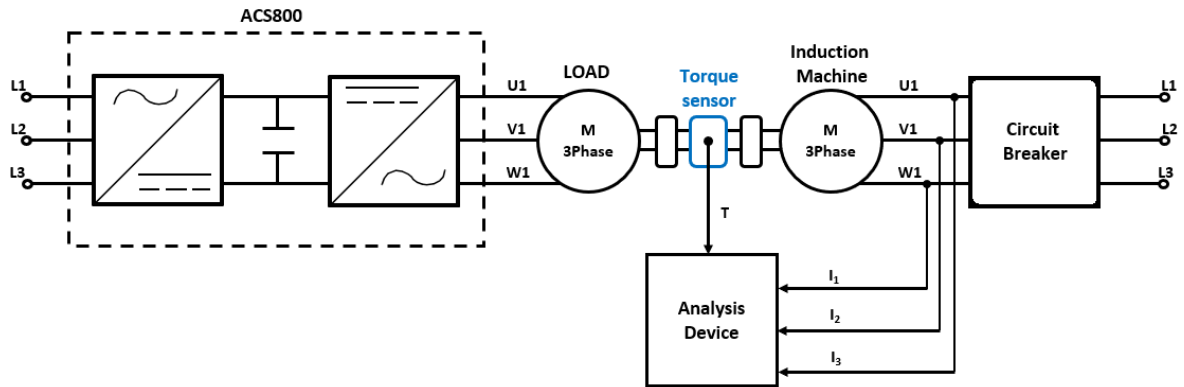 ACS800
L1
L2
L3
U1
V1
W1
LOAD
M
3Phase
Torque
sensor
T
Induction
Machine
M
3Phase
U1
V1
W1
Circuit
Breaker
L1
L2
L3
Analysis
Device
I₁
I₂
I₃